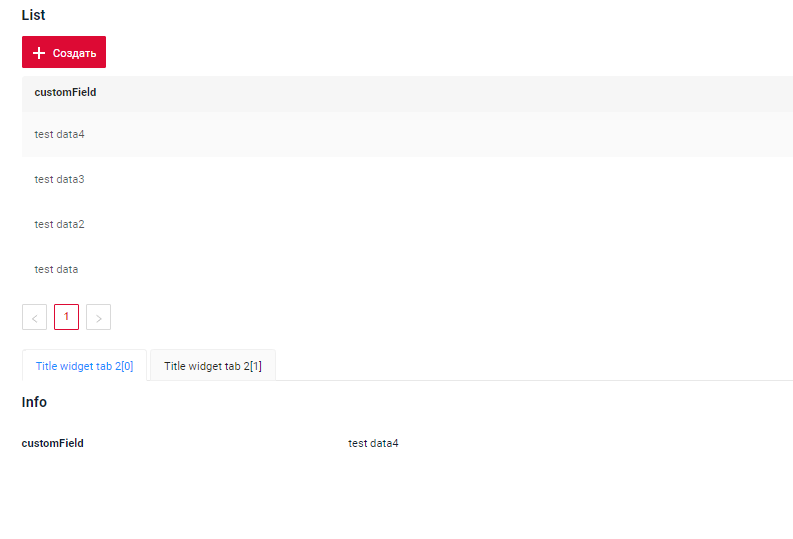 List
Создать
customField
test data4
test data3
test data2
test data
< 1 >
Title widget tab 2[0] Title widget tab 2[1]
Info
customField test data4